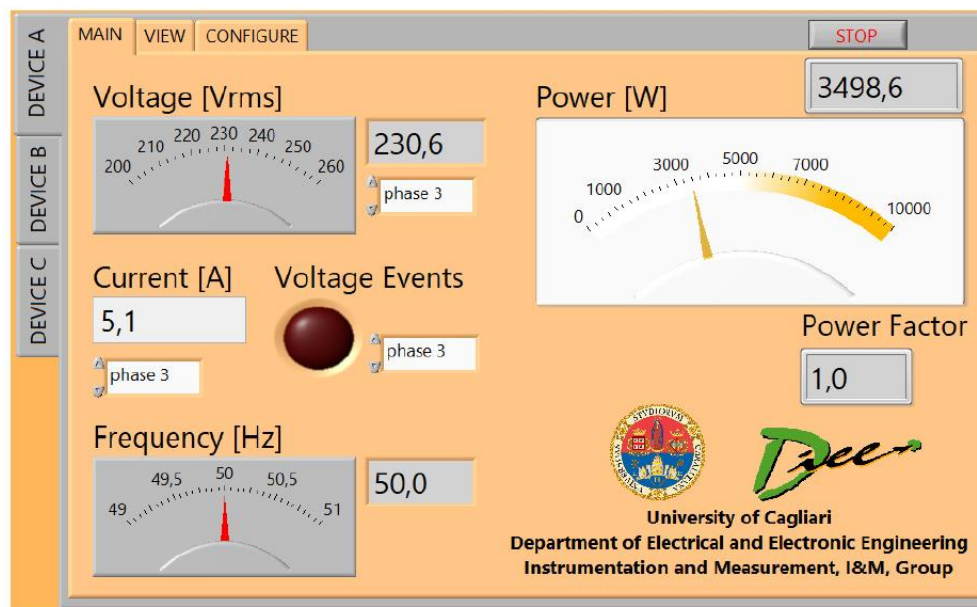 DEVICE A
DEVICE B
DEVICE C
MAIN
VIEW
CONFIGURE
STOP
Voltage [Vrms]
200 210 220 230 240 250 260
230,6
phase 3
Power [W]
3498,6
0 1000 3000 5000 7000 10000
Current [A]
5,1
phase 3
Voltage Events
phase 3
Power Factor
1,0
Frequency [Hz]
49 49,5 50 50,5 51
50,0
STVDIORVM
Diee
University of Cagliari
Department of Electrical and Electronic Engineering
Instrumentation and Measurement, I&M, Group